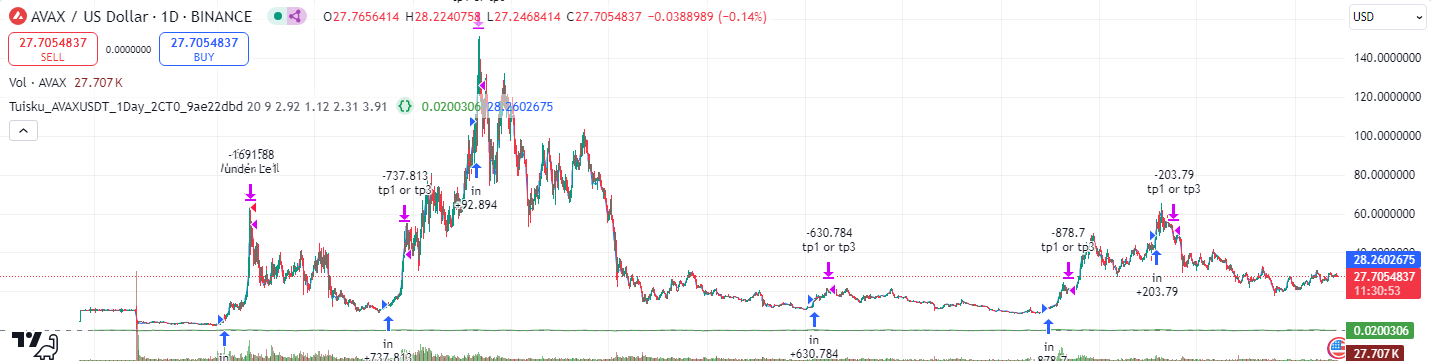 AVAX / US Dollar · 1D · BINANCE O27.7656414 H28.2240758 L27.2468414 C27.7054837 −0.0388989 (−0.14%)
USD
27.7054837
SELL
0.0000000
27.7054837
BUY
Vol · AVAX 27.707 K
Tuisku_AVAXUSDT_1Day_2CT0_9ae22dbd 20 9 2.92 1.12 2.31 3.91 {} 0.0200306 28.2602675
tp1 or tp3
-737.813
tp1 or tp3
in
+92.894
-203.79
tp1 or tp3
-630.784
tp1 or tp3
-878.7
tp1 or tp3
in
+203.79
in
+737.813
in
+630.784
in
140.0000000
120.0000000
100.0000000
80.0000000
60.0000000
40.0000000
28.2602675
27.7054837
11:30:53
0.0200306
27.707 K